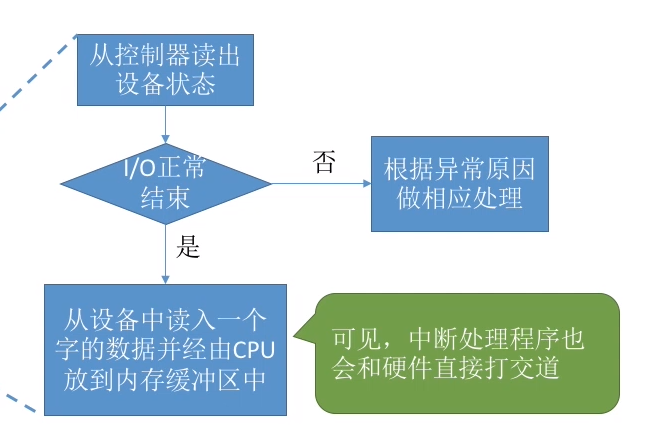 从控制器读出
设备状态
I/O正常
结束
否
根据异常原因
做相应处理
是
从设备中读入一个
字的数据并经由CPU
放到内存缓冲区中
可见，中断处理程序也
会和硬件直接打交道